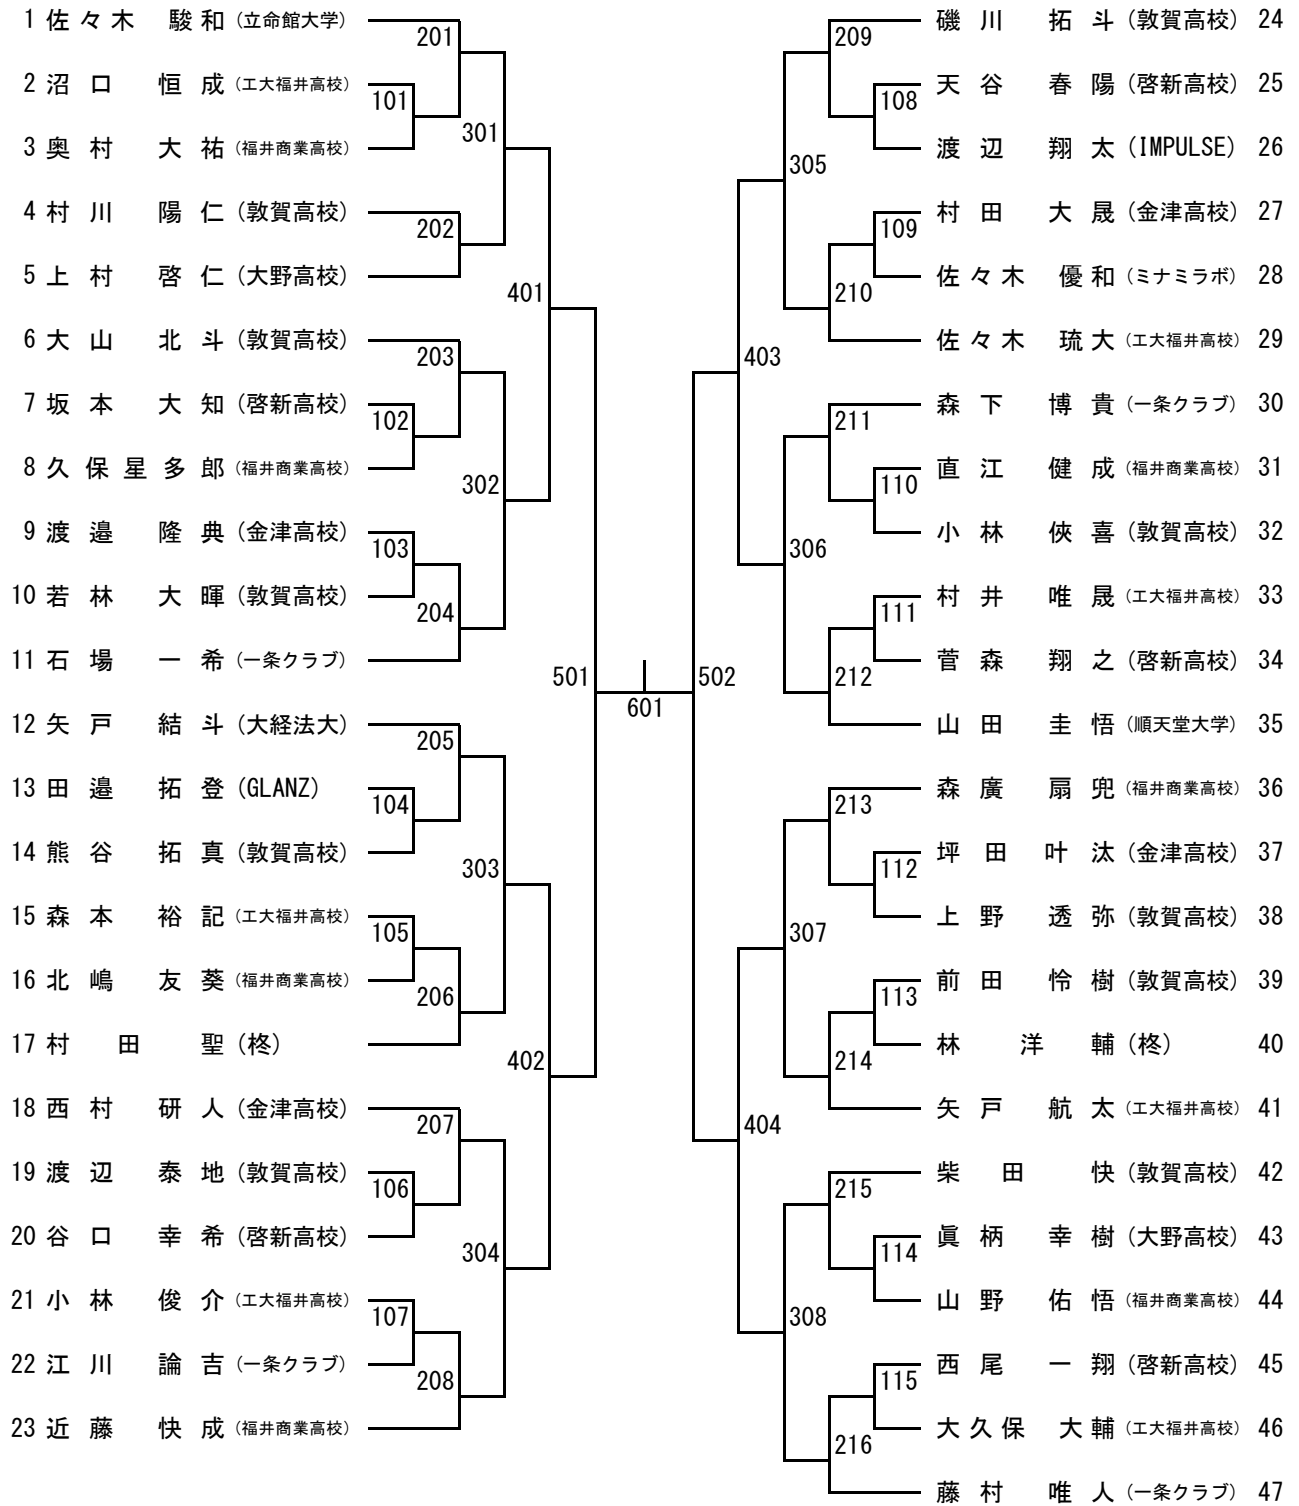 1 佐々木 駿和 (立命館大学)
201
2 沼口 恒成 (工大福井高校)
101
3 奥村 大祐 (福井商業高校)
301
4 村川 陽仁 (敦賀高校)
202
5 上村 啓仁 (大野高校)
401
6 大山 北斗 (敦賀高校)
203
7 坂本 大知 (啓新高校)
102
8 久保星多郎 (福井商業高校)
302
9 渡邉 隆典 (金津高校)
103
10 若林 大暉 (敦賀高校)
204
11 石場 一希 (一条クラブ)
501
601
12 矢戸 結斗 (大経法大)
205
13 田邉 拓登 (GLANZ)
104
14 熊谷 拓真 (敦賀高校)
303
15 森本 裕記 (工大福井高校)
105
16 北嶋 友葵 (福井商業高校)
206
17 村田 聖 (柊)
402
18 西村 研人 (金津高校)
207
19 渡辺 泰地 (敦賀高校)
106
20 谷口 幸希 (啓新高校)
304
21 小林 俊介 (工大福井高校)
107
22 江川 論吉 (一条クラブ)
208
23 近藤 快成 (福井商業高校)
磯川 拓斗 (敦賀高校) 24
209
天谷 春陽 (啓新高校) 25
108
渡辺 翔太 (IMPULSE) 26
305
村田 大晟 (金津高校) 27
109
佐々木 優和 (ミナミラボ) 28
210
佐々木 琉大 (工大福井高校) 29
403
森下 博貴 (一条クラブ) 30
211
直江 健成 (福井商業高校) 31
110
小林 俠喜 (敦賀高校) 32
306
村井 唯晟 (工大福井高校) 33
111
菅森 翔之 (啓新高校) 34
212
502
山田 圭悟 (順天堂大学) 35
森廣 扇兜 (福井商業高校) 36
213
坪田 叶汰 (金津高校) 37
112
上野 透弥 (敦賀高校) 38
307
前田 怜樹 (敦賀高校) 39
113
林 洋輔 (柊) 40
214
矢戸 航太 (工大福井高校) 41
404
柴田 快 (敦賀高校) 42
215
眞柄 幸樹 (大野高校) 43
114
山野 佑悟 (福井商業高校) 44
308
西尾 一翔 (啓新高校) 45
115
大久保 大輔 (工大福井高校) 46
216
藤村 唯人 (一条クラブ) 47